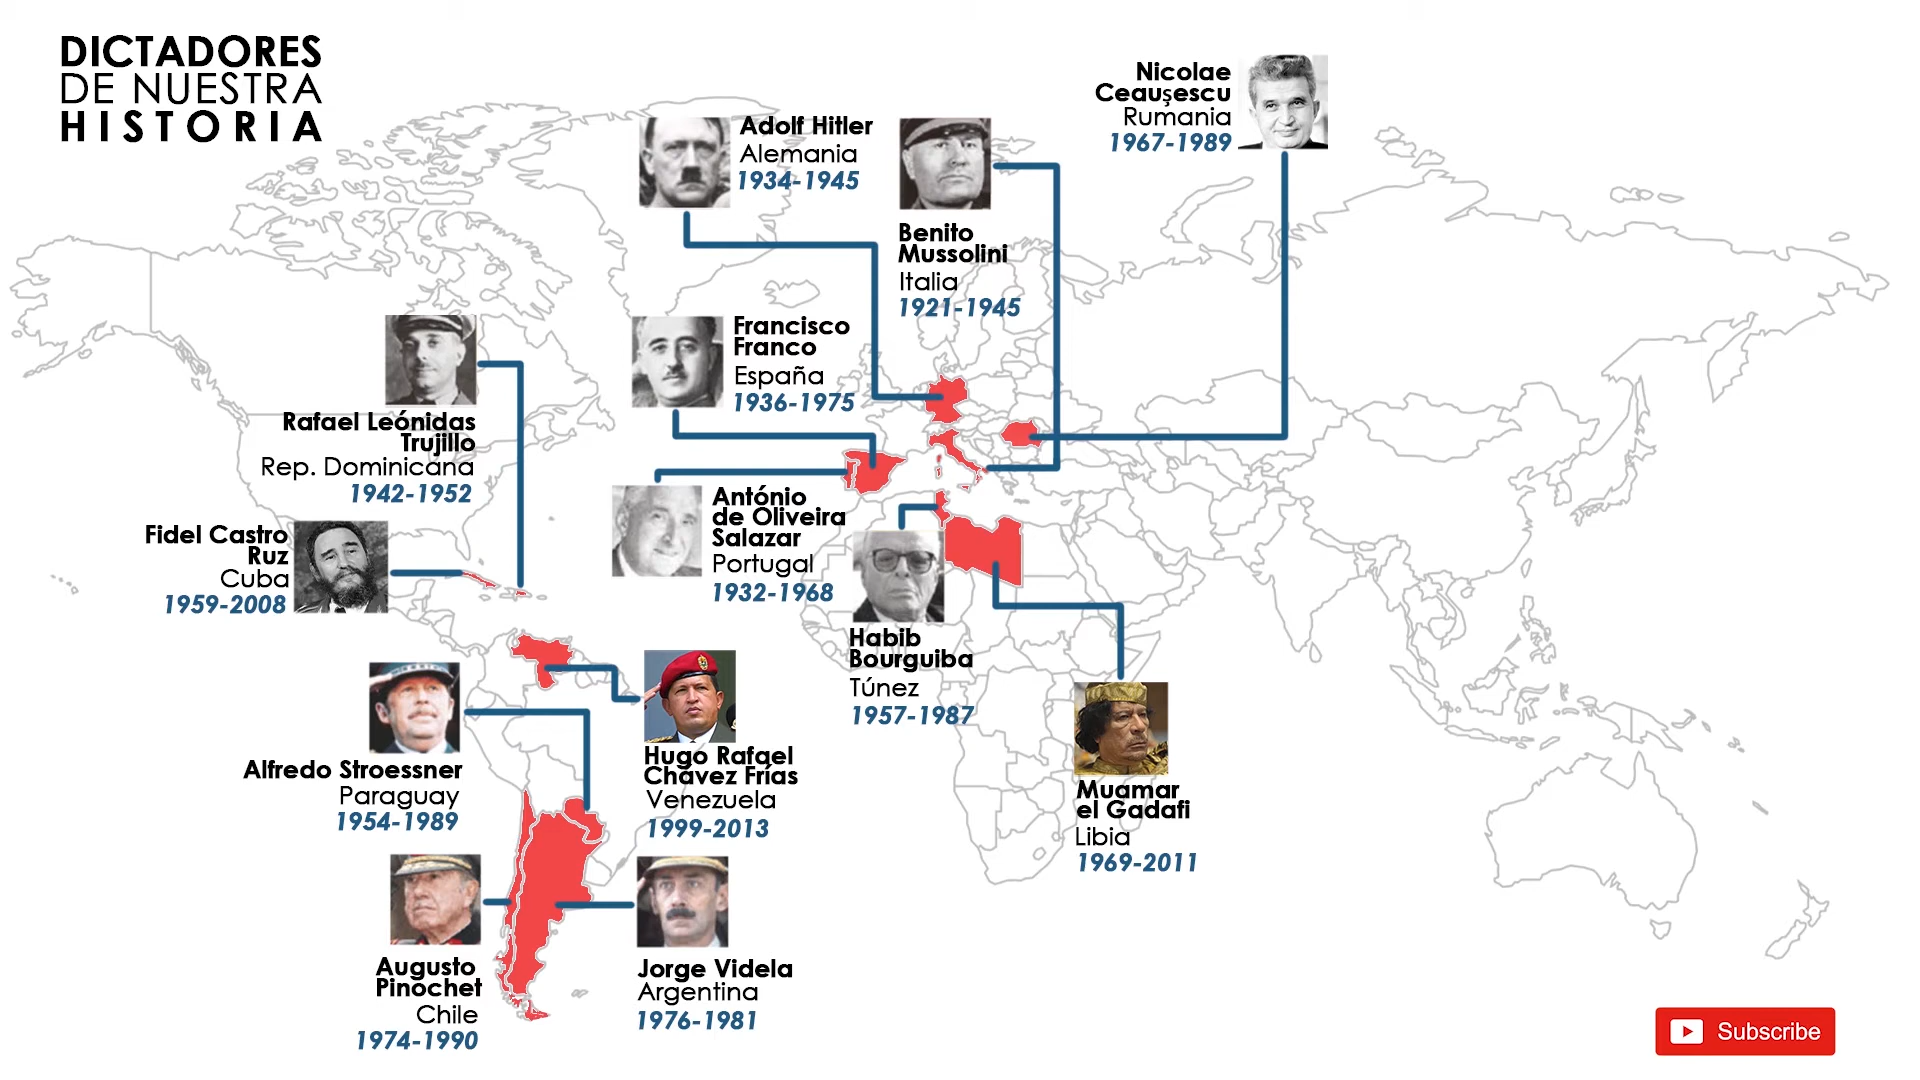 DICTADORES
DE NUESTRA
HISTORIA
Nicolae
Ceaușescu
Rumania
1967-1989
Adolf Hitler
Alemania
1934-1945
Benito
Mussolini
Italia
1921-1945
Francisco
Franco
España
1936-1975
Rafael Leónidas
Trujillo
Rep. Dominicana
1942-1952
António
de Oliveira
Salazar
Portugal
1932-1968
Fidel Castro
Ruz
Cuba
1959-2008
Habib
Bourguiba
Túnez
1957-1987
Alfredo Stroessner
Paraguay
1954-1989
Hugo Rafael
Chávez Frías
Venezuela
1999-2013
Muamar
el Gadafi
Libia
1969-2011
Augusto
Pinochet
Chile
1974-1990
Jorge Videla
Argentina
1976-1981
Subscribe